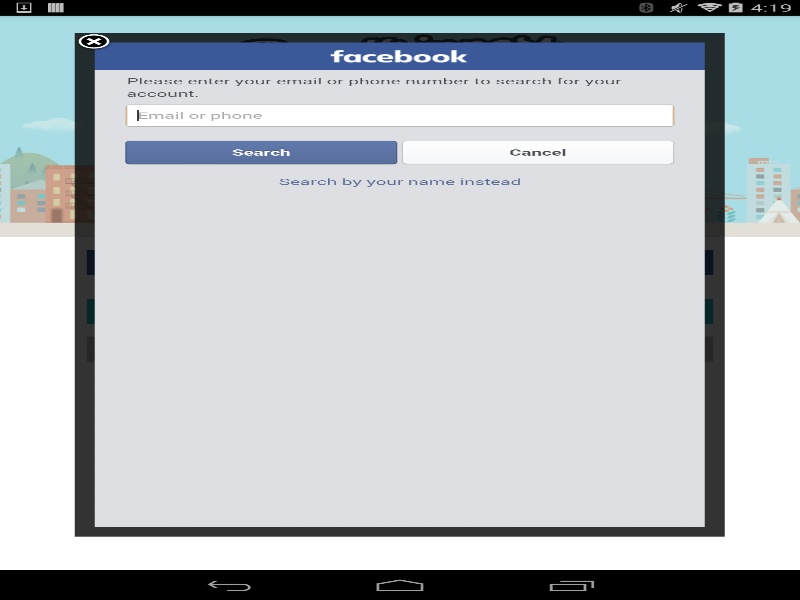 4:19
facebook
Please enter your email or phone number to search for your
account.
Email or phone
Search
Cancel
Search by your name instead